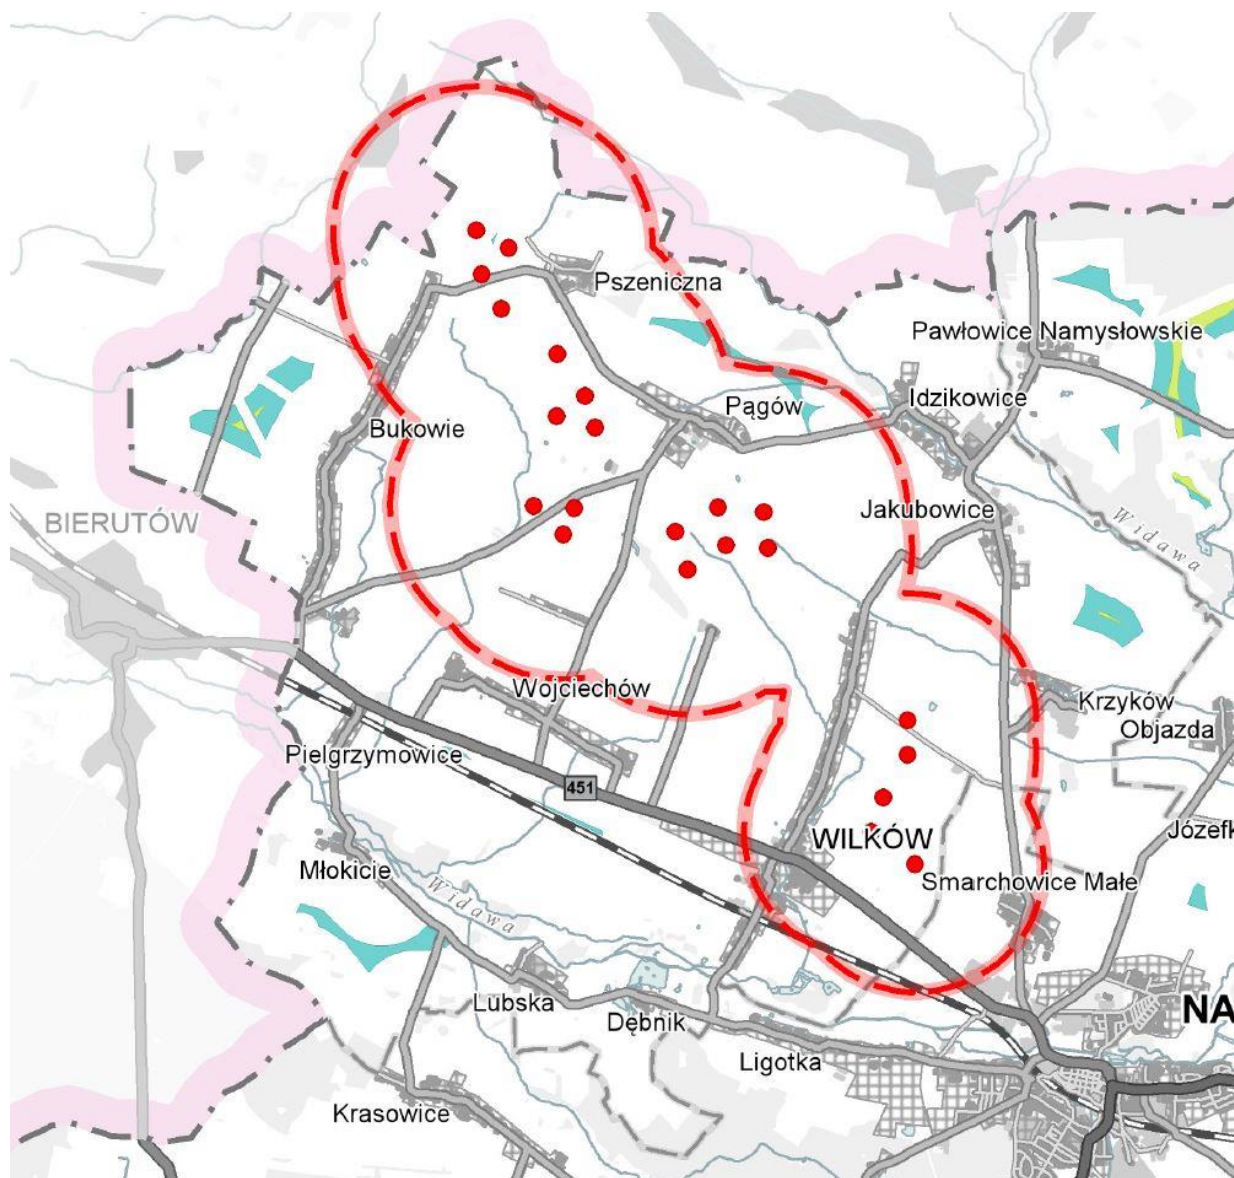 Pszeniczna
Pawłowice Namysłowskie
Idzikowice
Pągów
Bukowie
Jakubowice
BIERUTÓW
Widawa
Wojciechów
Krzyków
Objazda
Pielgrzymowice
451
WILKÓW
Józefk
Młokicie
Smarchowice Małe
Widawa
Lubska
Dębnik
NA
Ligotka
Krasowice